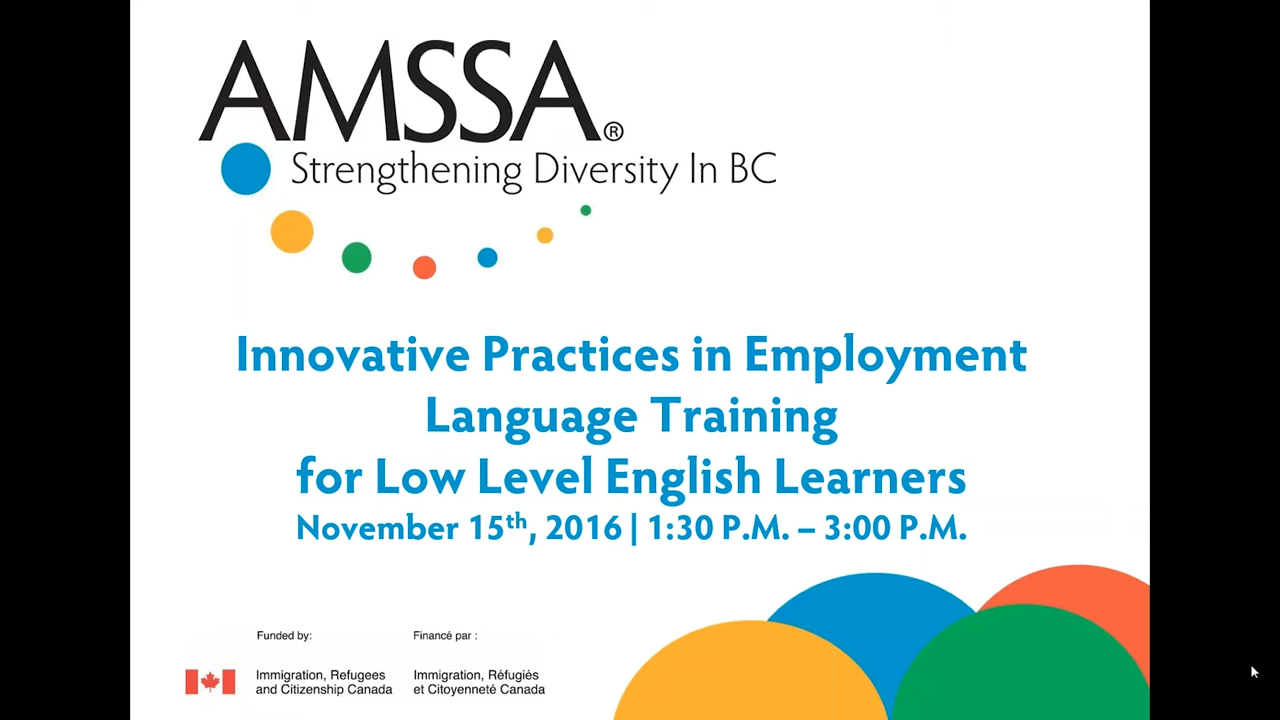 AMSSA®
Strengthening Diversity In BC
Innovative Practices in Employment
Language Training
for Low Level English Learners
November 15th, 2016 | 1:30 P.M. – 3:00 P.M.
Funded by:
Immigration, Refugees
and Citizenship Canada
Financé par :
Immigration, Réfugiés
et Citoyenneté Canada